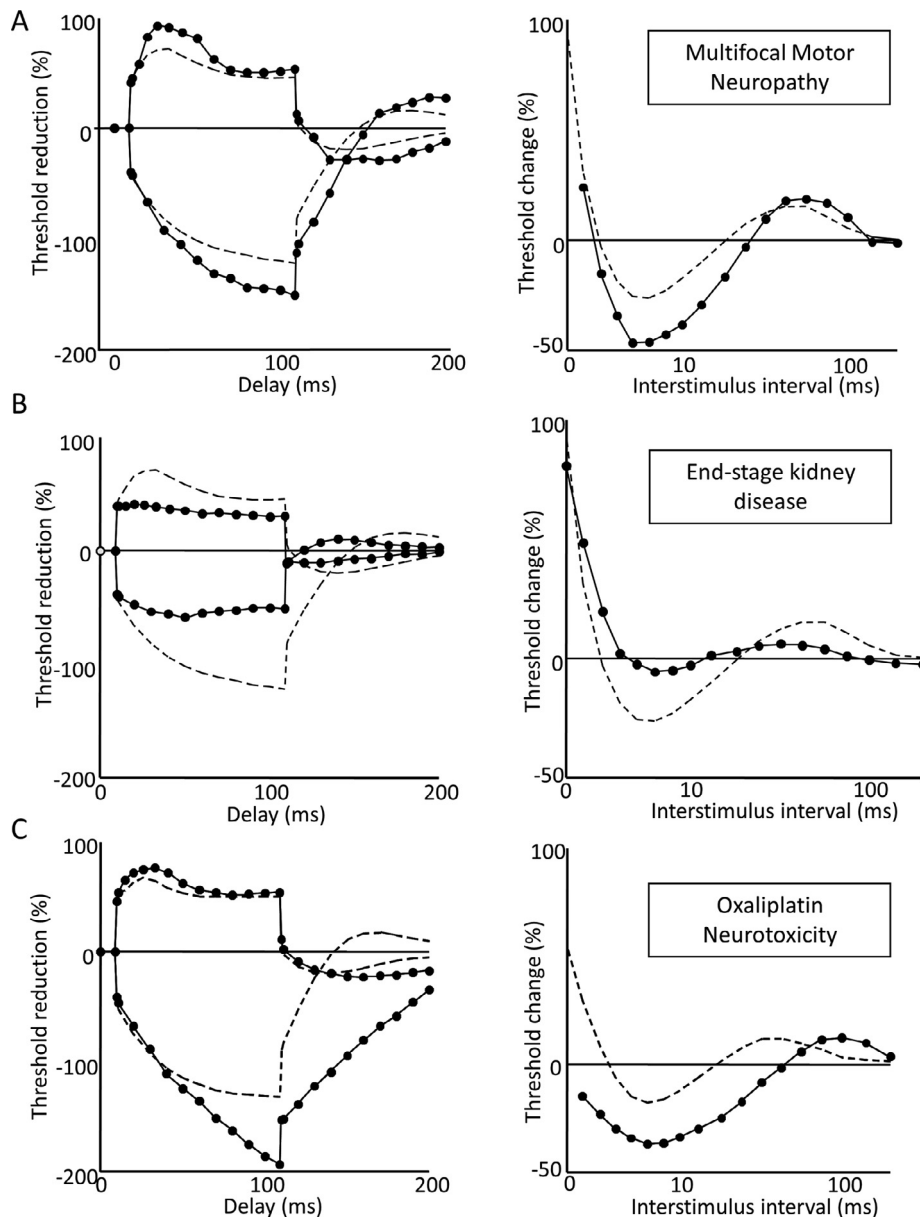 A
100
0
-100
-200
Threshold reduction (%)
0
100
200
Delay (ms)
100
0
-50
Threshold change (%)
0
10
100
Interstimulus interval (ms)
Multifocal Motor
Neuropathy
B
100
0
-100
-200
Threshold reduction (%)
0
100
200
Delay (ms)
100
0
-50
Threshold change (%)
0
10
100
Interstimulus interval (ms)
End-stage kidney
disease
C
100
0
-100
-200
Threshold reduction (%)
0
100
200
Delay (ms)
100
0
-50
Threshold change (%)
0
10
100
Interstimulus interval (ms)
Oxaliplatin
Neurotoxicity